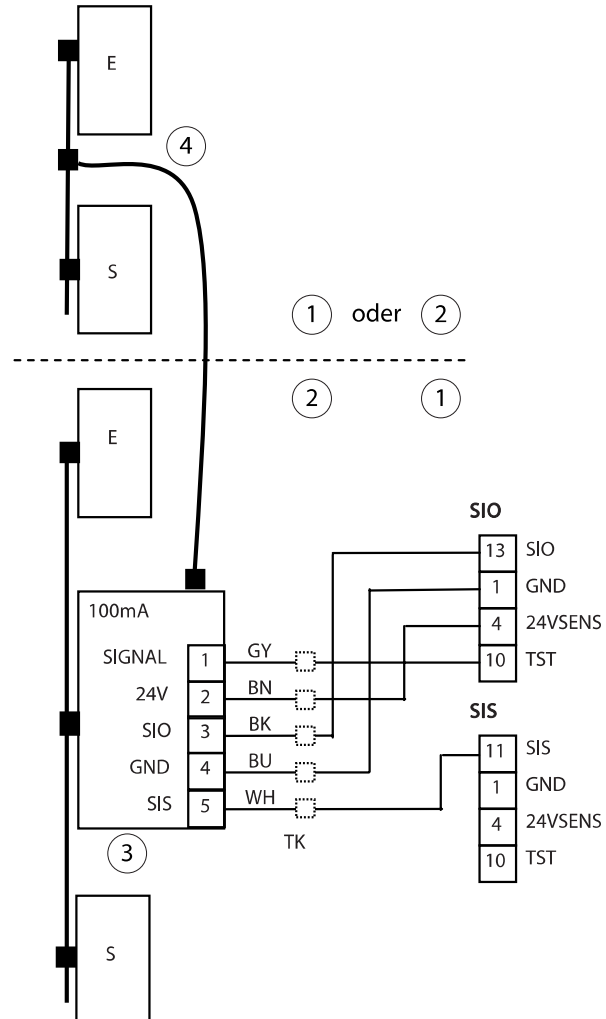 E
4
S
1 oder 2
2 1
E
SIO
13 SIO
1 GND
4 24VSENS
10 TST
100mA
SIGNAL 1 GY
24V 2 BN
SIO 3 BK
GND 4 BU
SIS 5 WH
TK
SIS
11 SIS
1 GND
4 24VSENS
10 TST
3
S